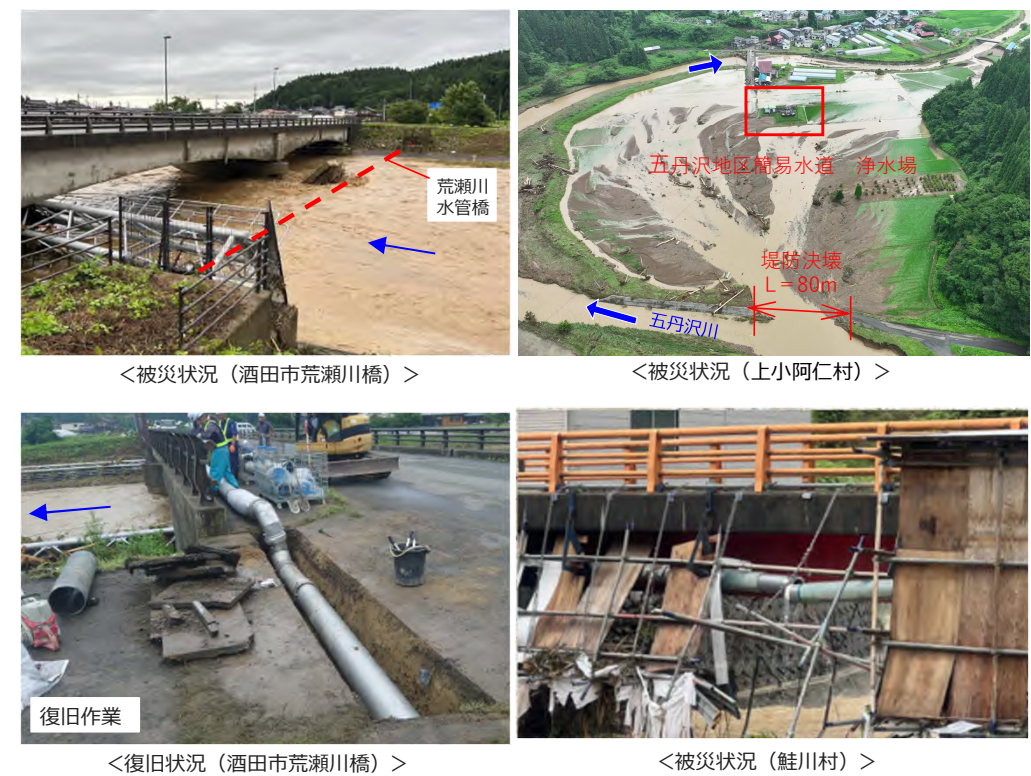 荒瀬川
水管橋
＜被災状況（酒田市荒瀬川橋）＞
五丹沢地区簡易水道　浄水場
堤防決壊
L＝80m
五丹沢川
＜被災状況（上小阿仁村）＞
復旧作業
＜復旧状況（酒田市荒瀬川橋）＞
＜被災状況（鮭川村）＞